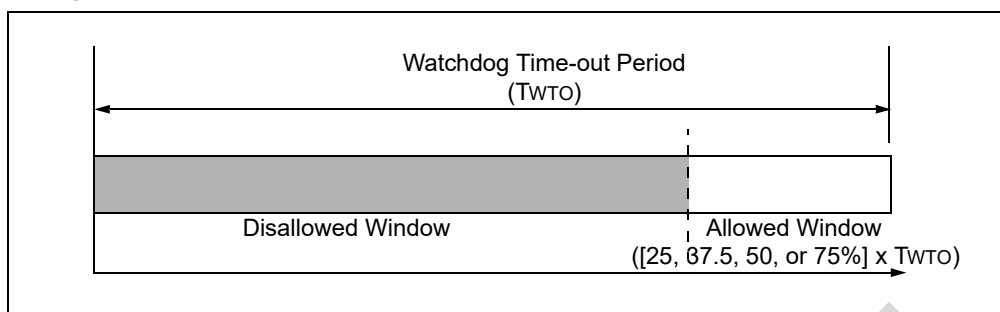 Watchdog Time-out Period
(TWTO)
Disallowed Window
Allowed Window
([25, 37.5, 50, or 75%] x TWTO)